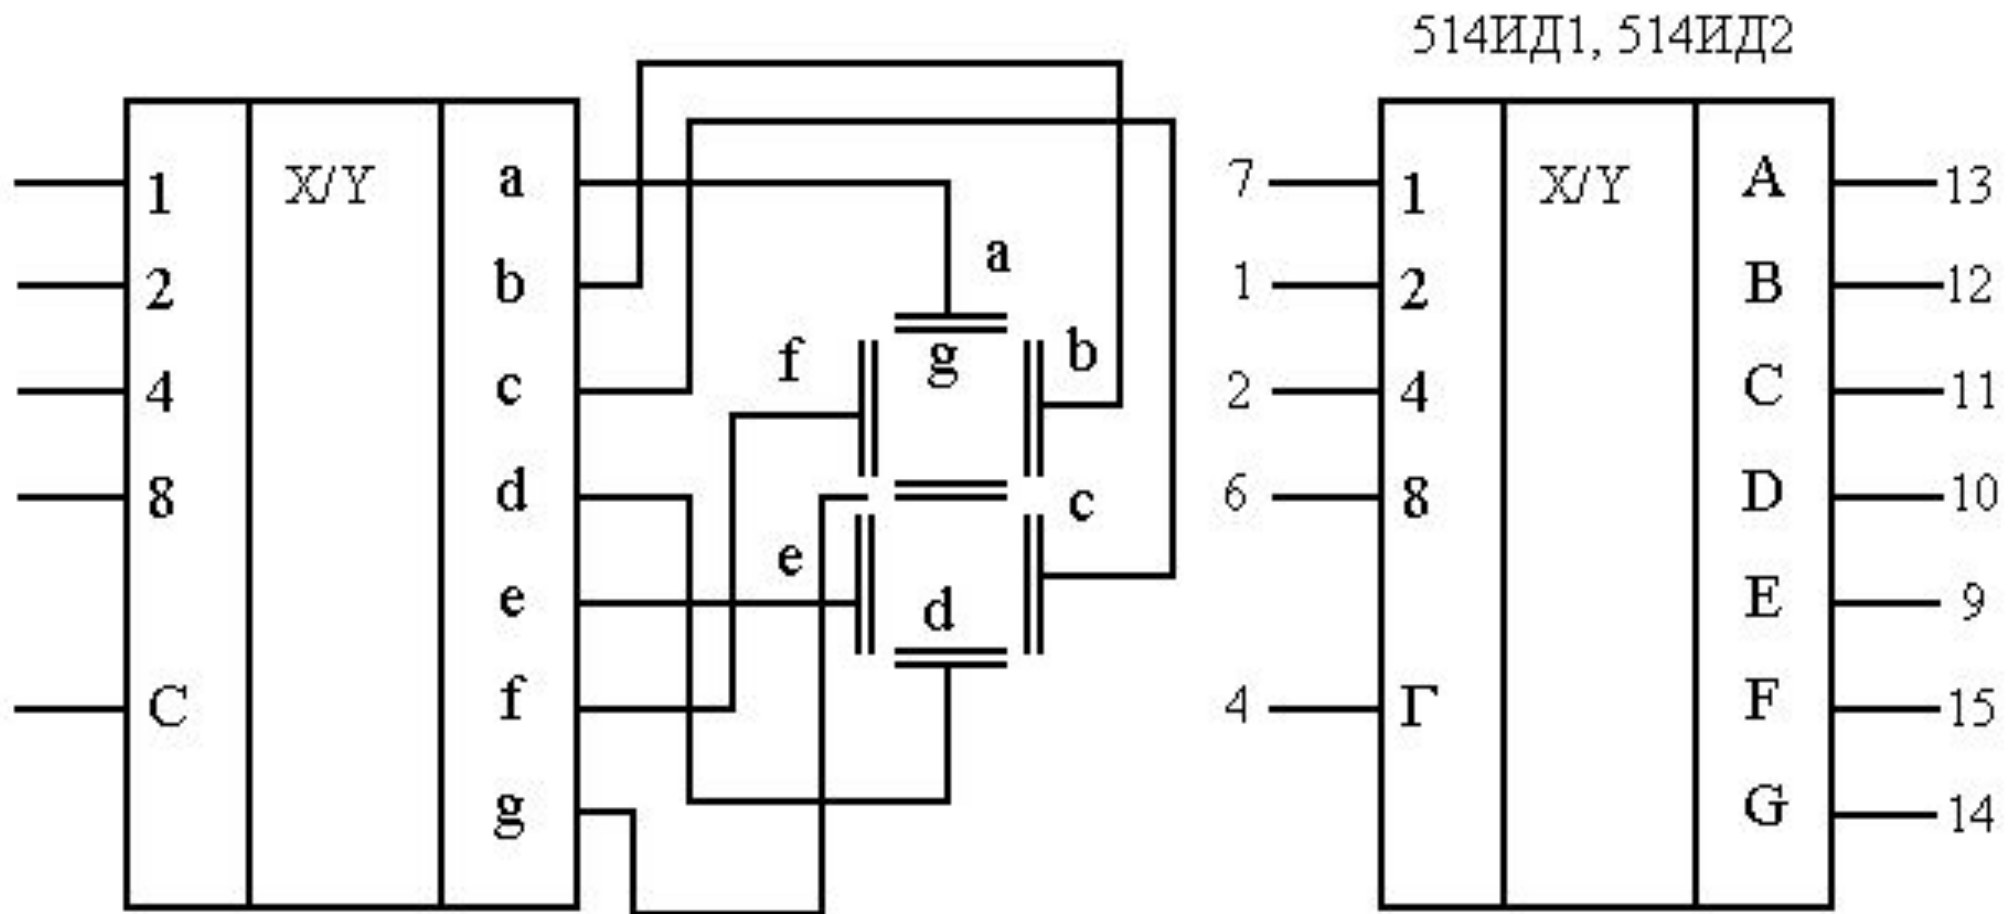 514ИД1, 514ИД2
1 X/Y a
2 b
4 c
8 d
e
C f
g
a
f g b
e c
d
7 1 X/Y A 13
1 2 B 12
2 4 C 11
6 8 D 10
E 9
4 Г F 15
G 14